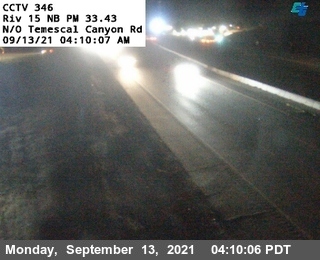 CCTV 346
Riv 15 NB PM 33.43
N/O Temescal Canyon Rd
09/13/21 04:10:07 AM
Monday, September 13, 2021 04:10:06 PDT